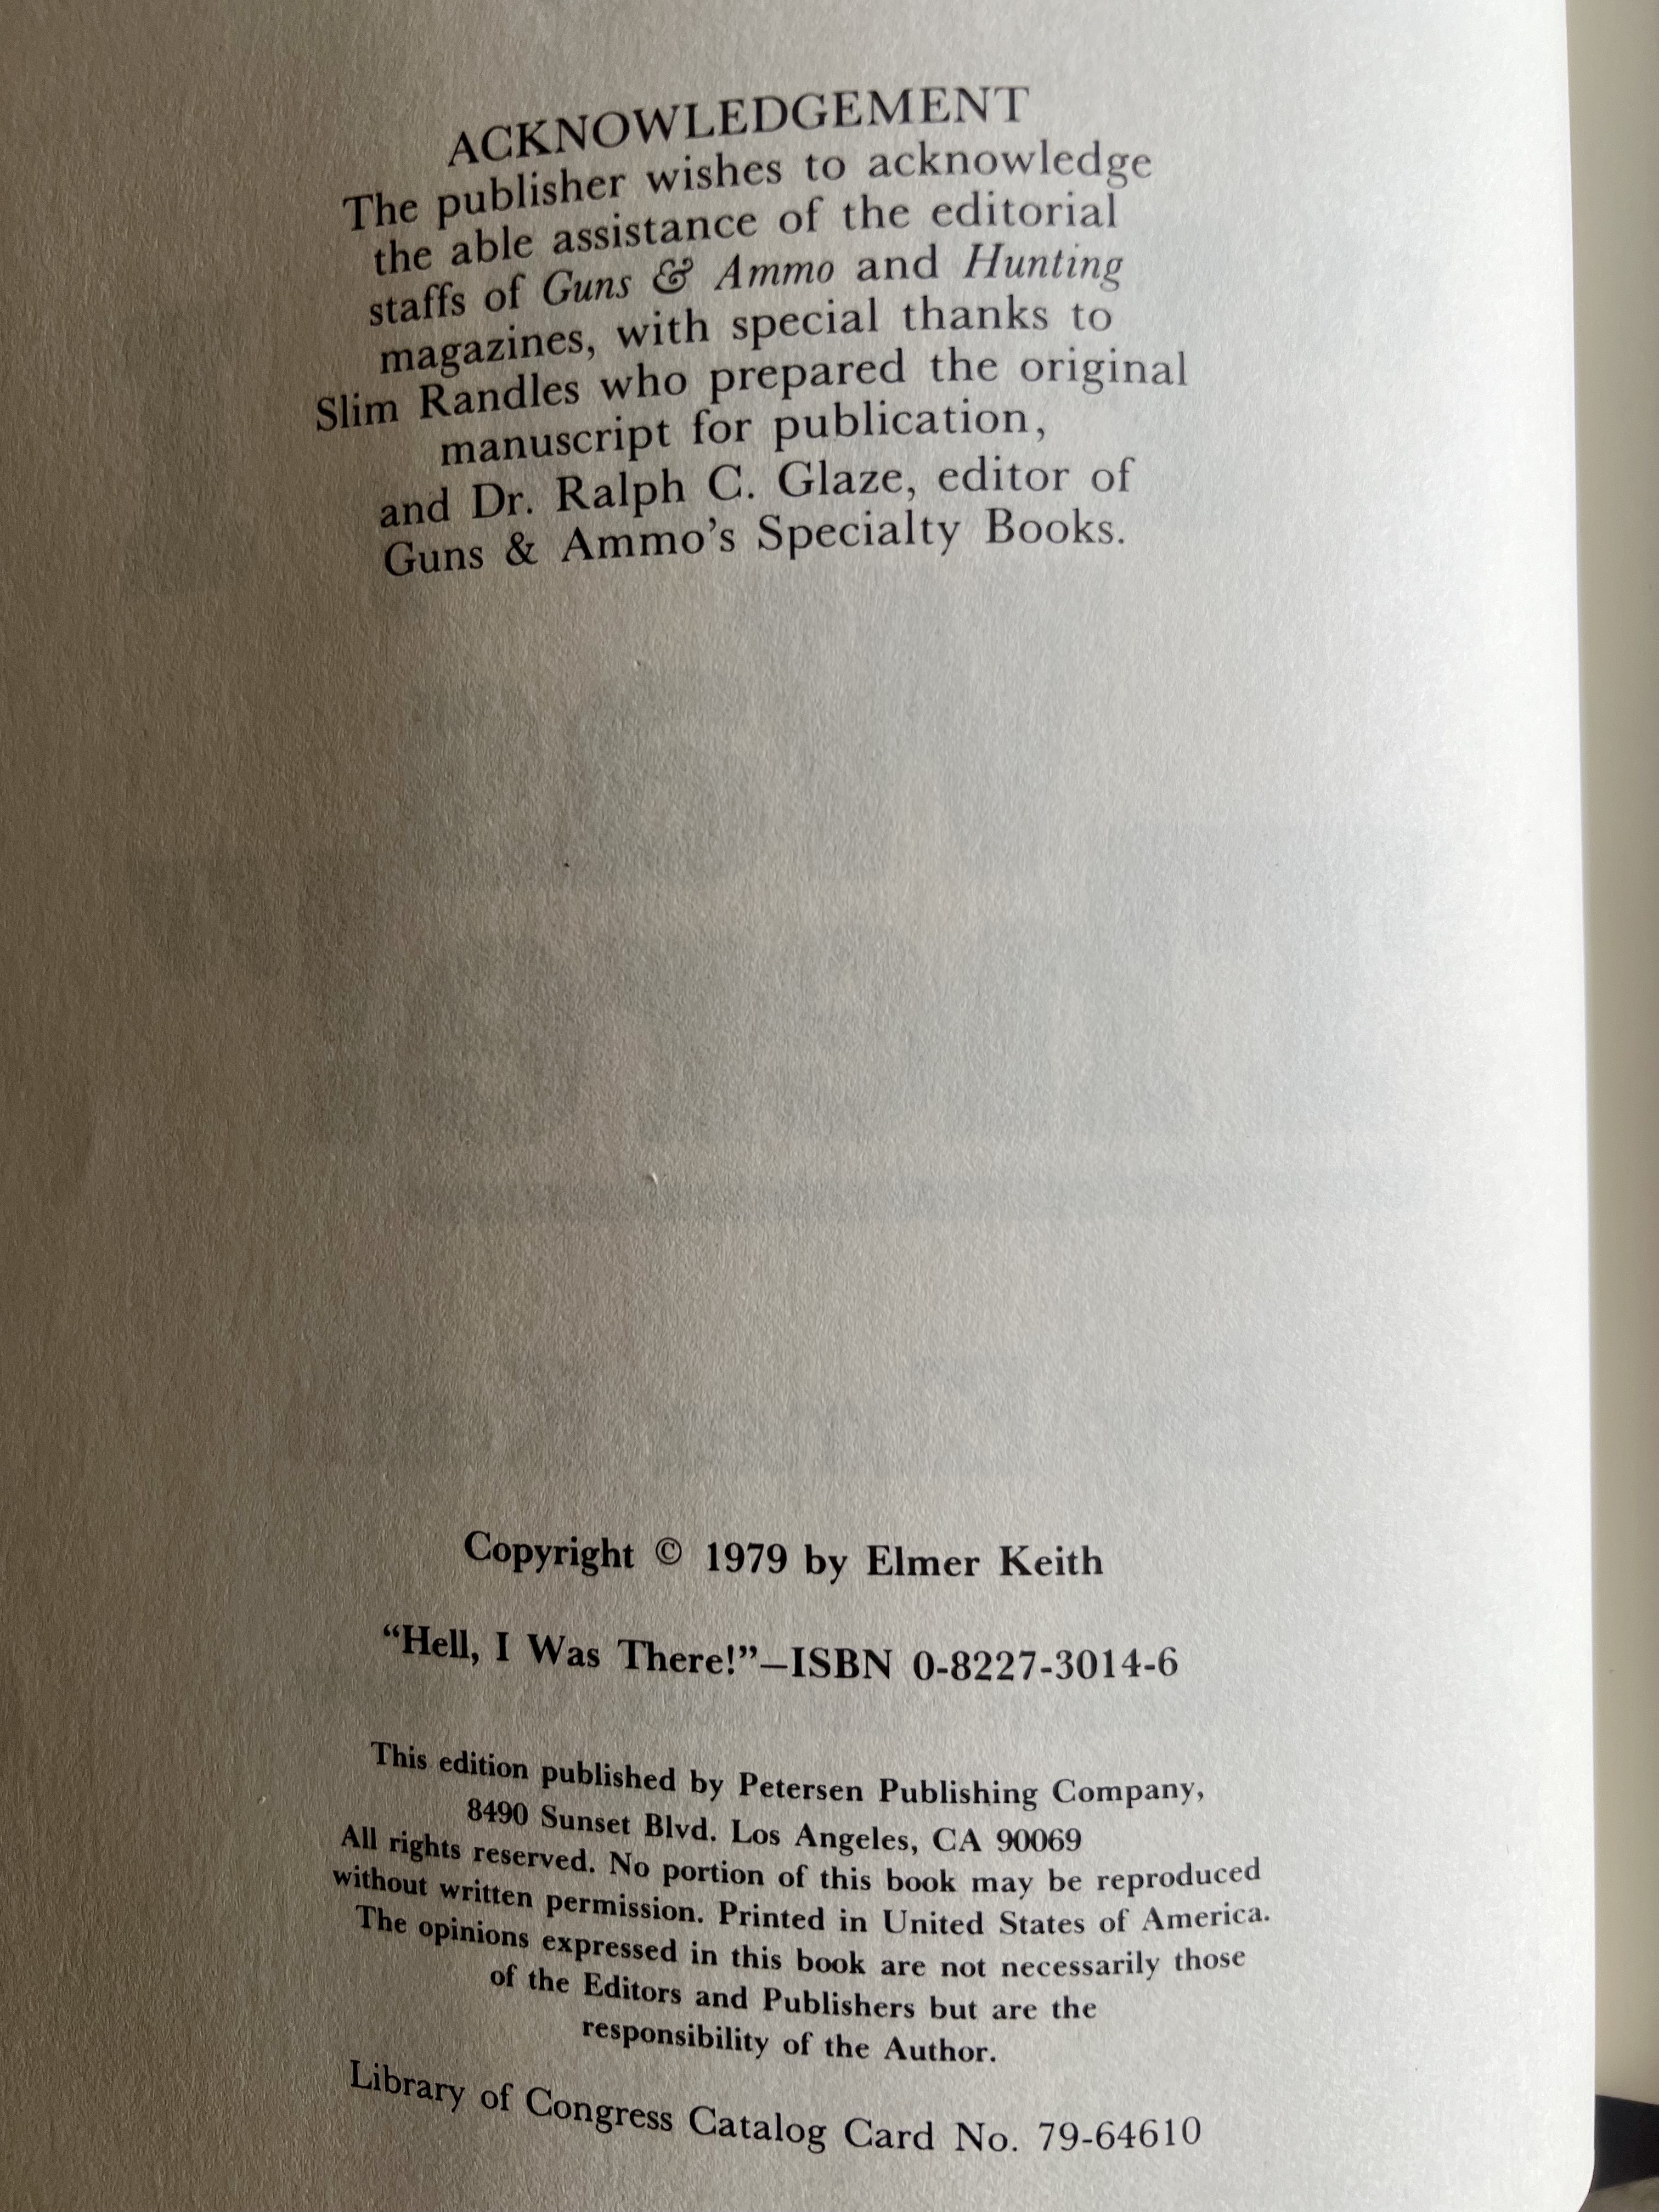 ACKNOWLEDGEMENT
The publisher wishes to acknowledge
the able assistance of the editorial
staffs of Guns & Ammo and Hunting
magazines, with special thanks to
Slim Randles who prepared the original
manuscript for publication,
and Dr. Ralph C. Glaze, editor of
Guns & Ammo’s Specialty Books.
Copyright © 1979 by Elmer Keith
“Hell, I Was There!”—ISBN 0-8227-3014-6
This edition published by Petersen Publishing Company,
8490 Sunset Blvd. Los Angeles, CA 90069
All rights reserved. No portion of this book may be reproduced
without written permission. Printed in United States of America.
The opinions expressed in this book are not necessarily those
of the Editors and Publishers but are the
responsibility of the Author.
Library of Congress Catalog Card No. 79-64610